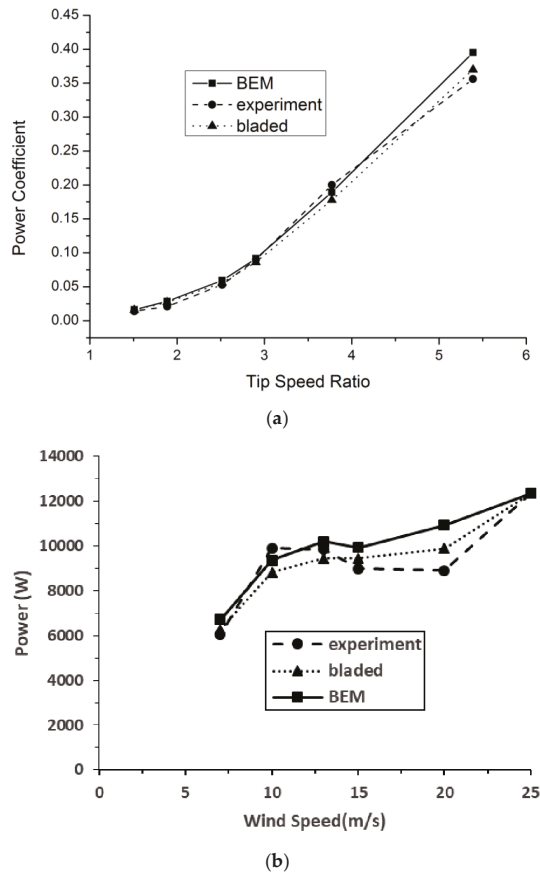 0.45
0.40
0.35
0.30
0.25
0.20
0.15
0.10
0.05
0.00
Power Coefficient
BEM
experiment
bladed
1 2 3 4 5 6
Tip Speed Ratio
(a)
14000
12000
10000
8000
6000
4000
2000
0
Power (W)
experiment
bladed
BEM
0 5 10 15 20 25
Wind Speed(m/s)
(b)